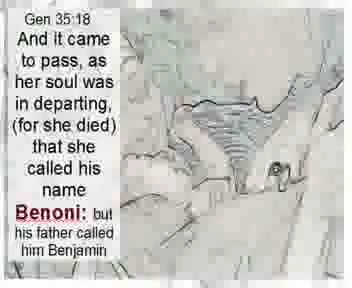 Gen 35:18
And it came
to pass, as
her soul was
in departing,
(for she died)
that she
called his
name
Benoni: but
his father called
him Benjamin